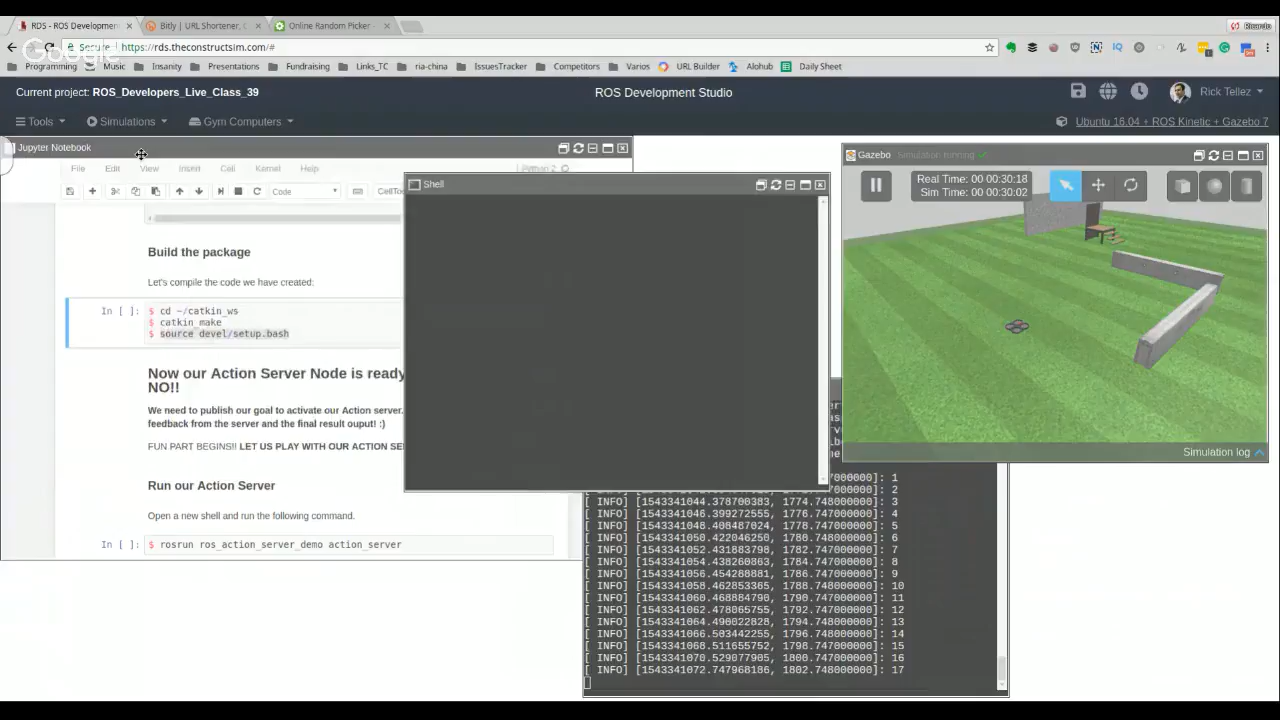 RDS - ROS Developmen
Bitly | URL Shortener, C
Online Random Picker -
Ricardo
Google
Secure
https://rds.theconstructsim.com/#
Programming
Music
Insanity
Presentations
Fundraising
Links_TC
ria-china
IssuesTracker
Competitors
Varios
URL Builder
Alohub
Daily Sheet
Current project: ROS_Developers_Live_Class_39
ROS Development Studio
Rick Tellez
Tools
Simulations
Gym Computers
Ubuntu 16.04 + ROS Kinetic + Gazebo 7
Jupyter Notebook
File Edit View Insert Cell Kernel Help
Python 2
Code
CellToo
Build the package
Let's compile the code we have created:
In [ ]:
$ cd ~/catkin_ws
$ catkin_make
$ source devel/setup.bash
Now our Action Server Node is ready
NO!!
We need to publish our goal to activate our Action server.
feedback from the server and the final result ouput! :)
FUN PART BEGINS!! LET US PLAY WITH OUR ACTION SE
Run our Action Server
Open a new shell and run the following command.
In [ ]:
$ rosrun ros_action_server_demo action_server
Shell
Gazebo
Simulation running
Real Time: 00 00:30:18
Sim Time: 00 00:30:02
Simulation log
1
2
[ INFO] [1543341044.378700383, 1774.748000000]: 3
[ INFO] [1543341046.399272555, 1776.748000000]: 4
[ INFO] [1543341048.408487024, 1778.747000000]: 5
[ INFO] [1543341050.422046250, 1780.748000000]: 6
[ INFO] [1543341052.431883798, 1782.747000000]: 7
[ INFO] [1543341054.438260863, 1784.747000000]: 8
[ INFO] [1543341056.454288881, 1786.747000000]: 9
[ INFO] [1543341058.462853365, 1788.748000000]: 10
[ INFO] [1543341060.468884790, 1790.747000000]: 11
[ INFO] [1543341062.478065755, 1792.747000000]: 12
[ INFO] [1543341064.490022828, 1794.748000000]: 13
[ INFO] [1543341066.503442255, 1796.748000000]: 14
[ INFO] [1543341068.511655752, 1798.747000000]: 15
[ INFO] [1543341070.529077905, 1800.747000000]: 16
[ INFO] [1543341072.747968186, 1802.748000000]: 17